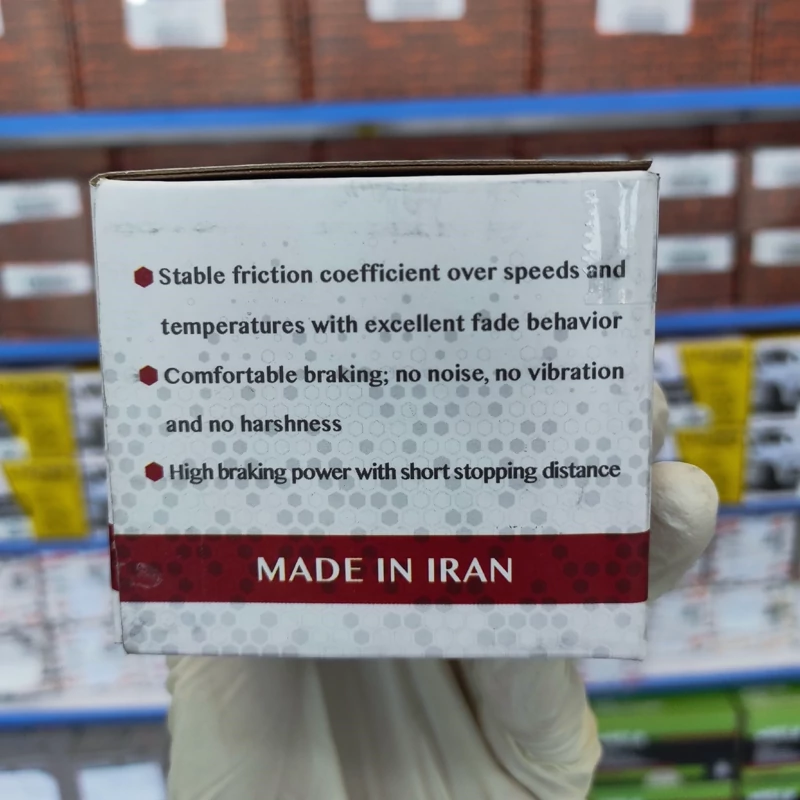 Stable friction coefficient over speeds and
temperatures with excellent fade behavior
Comfortable braking; no noise, no vibration
and no harshness
High braking power with short stopping distance
MADE IN IRAN